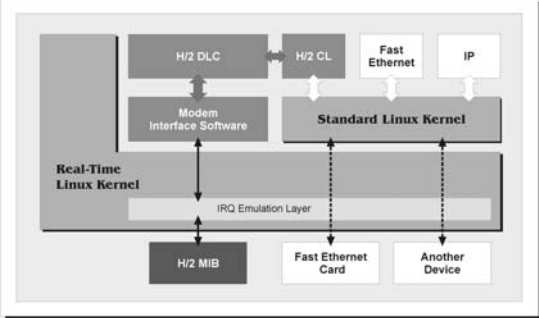 H/2 DLC
H/2 CL
Fast
Ethernet
IP
Modem
Interface Software
Standard Linux Kernel
Real-Time
Linux Kernel
IRQ Emulation Layer
H/2 MIB
Fast Ethernet
Card
Another
Device